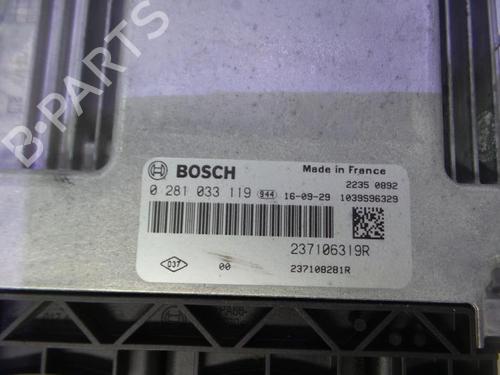 B-PARTS
BOSCH
Made in France
2235 0892
0 281 033 119 944 16-09-29 1039S96329
237106319R
D37 00 237108281R